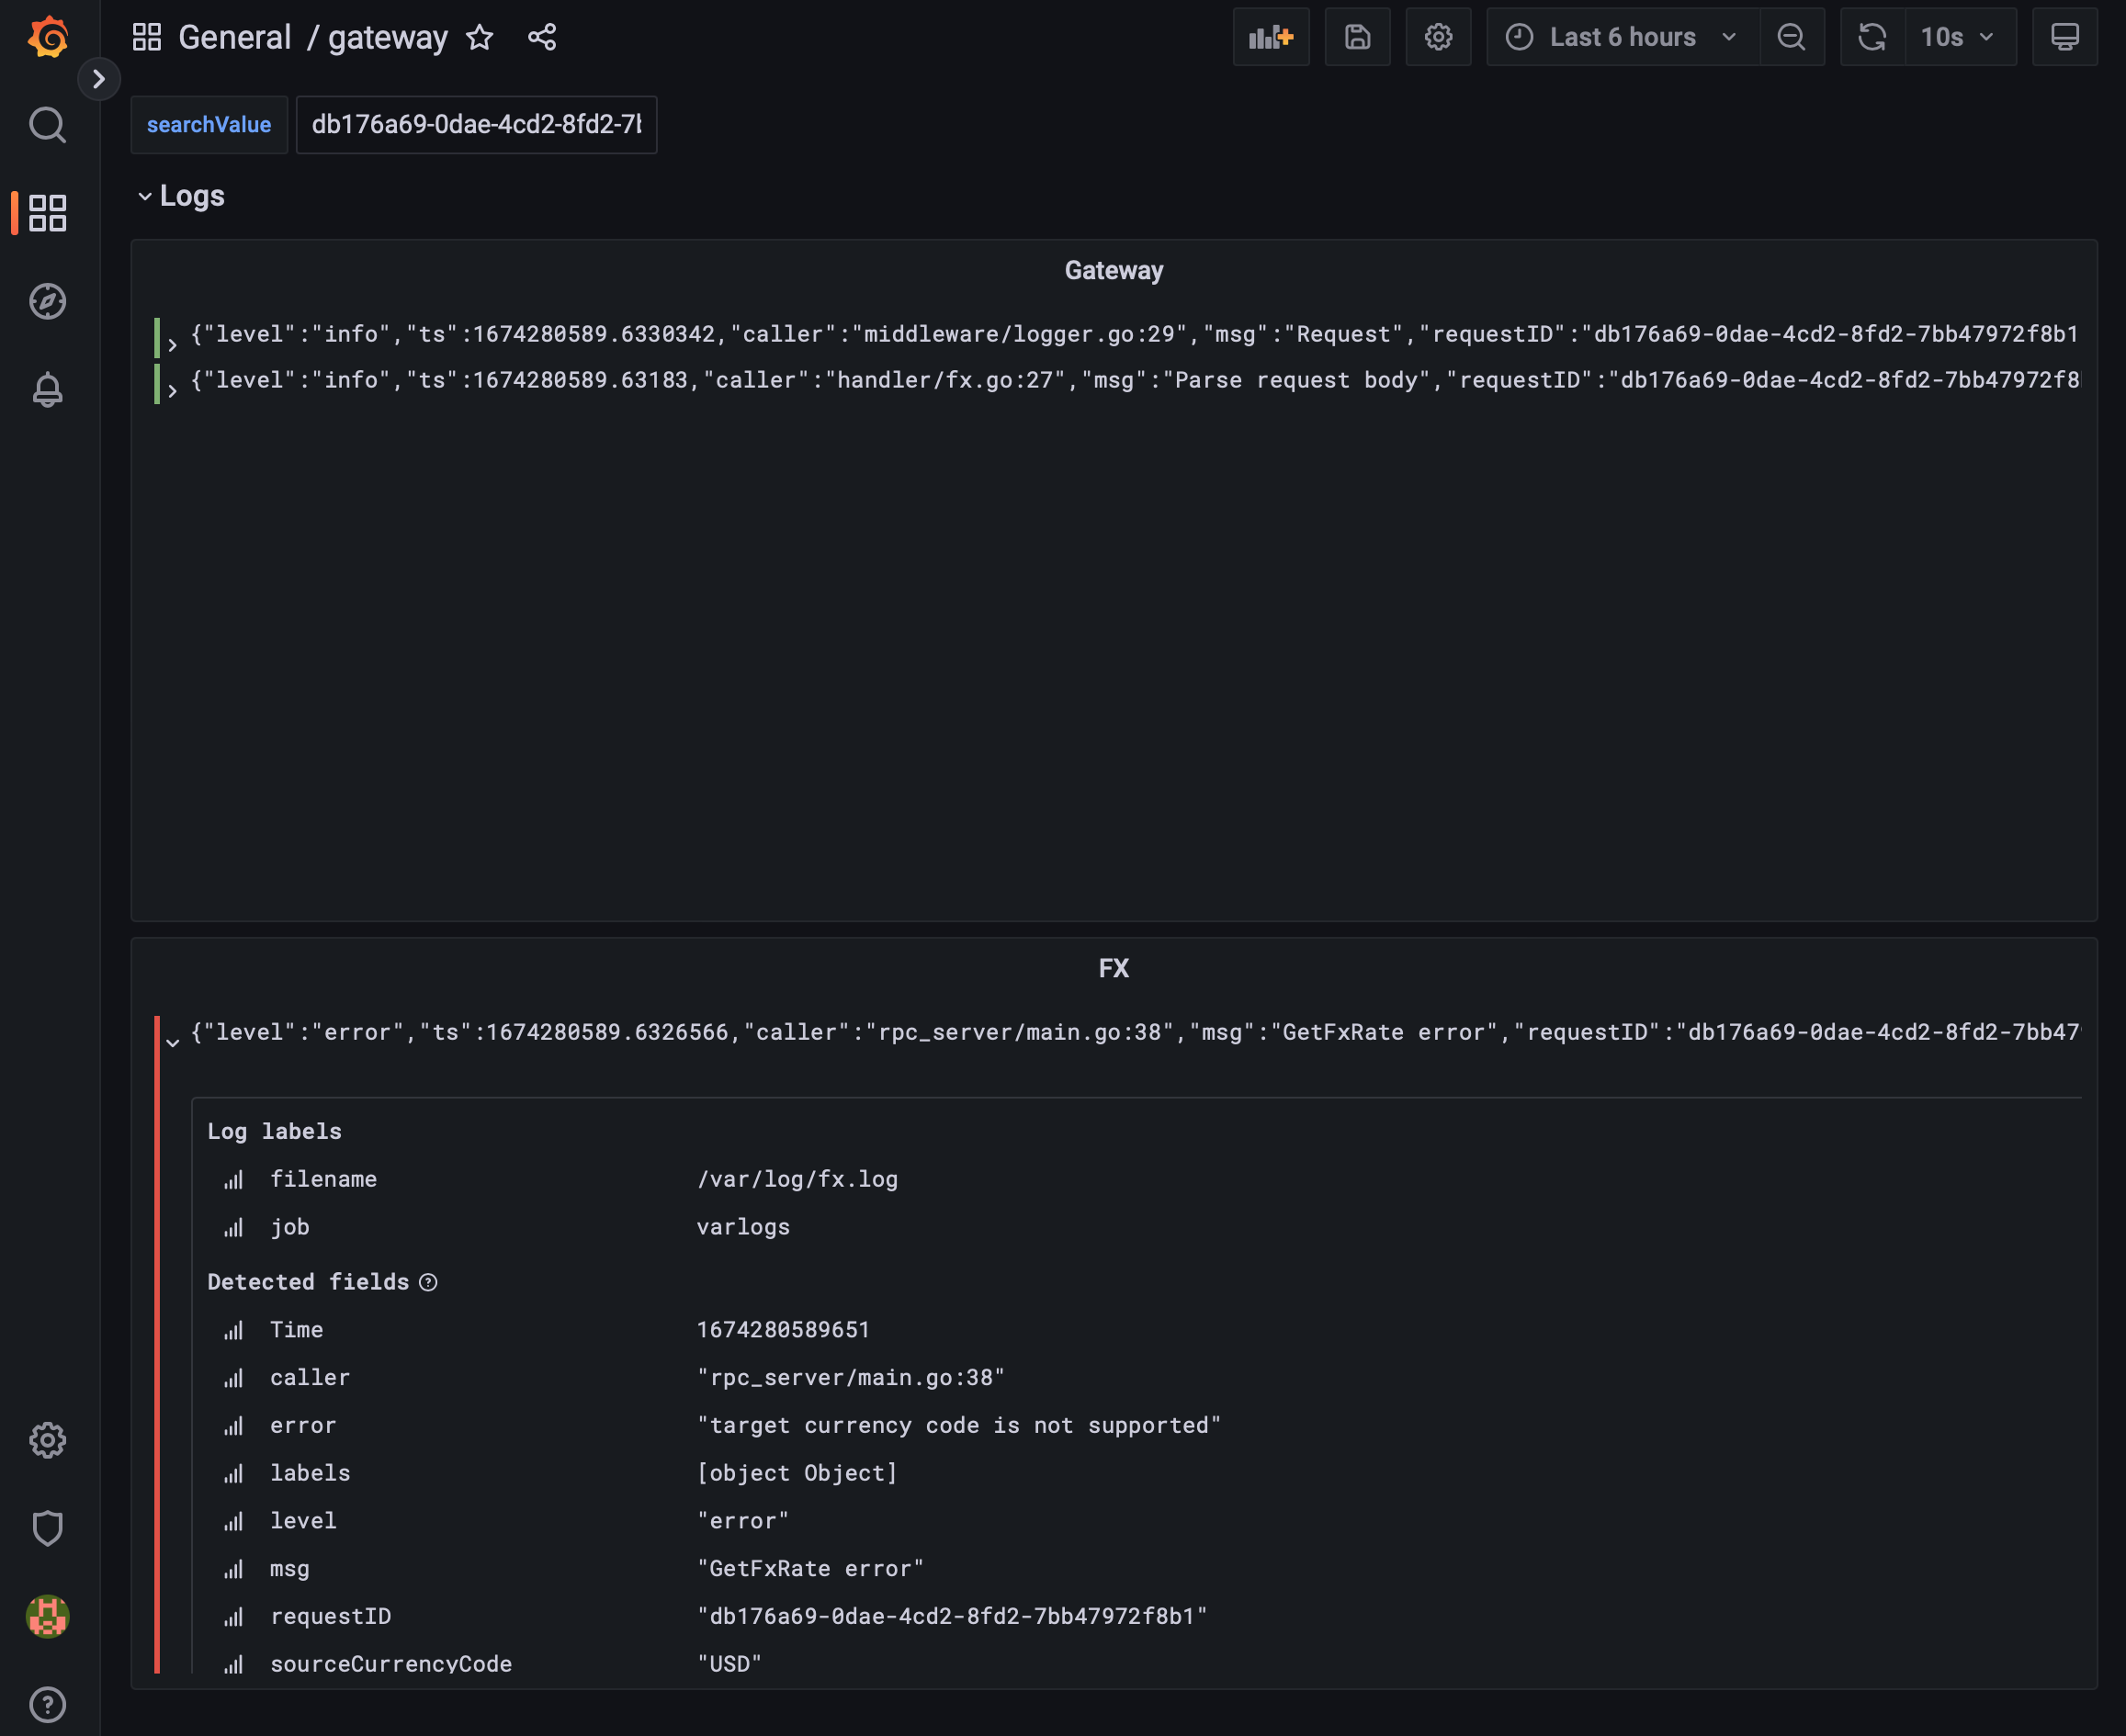 General / gateway
Last 6 hours
10s
searchValue
db176a69-0dae-4cd2-8fd2-7b
Logs
Gateway
{"level":"info","ts":1674280589.6330342,"caller":"middleware/logger.go:29","msg":"Request","requestID":"db176a69-0dae-4cd2-8fd2-7bb47972f8b1
{"level":"info","ts":1674280589.63183,"caller":"handler/fx.go:27","msg":"Parse request body","requestID":"db176a69-0dae-4cd2-8fd2-7bb47972f8
FX
{"level":"error","ts":1674280589.6326566,"caller":"rpc_server/main.go:38","msg":"GetFxRate error","requestID":"db176a69-0dae-4cd2-8fd2-7bb47
Log labels
filename /var/log/fx.log
job varlogs
Detected fields
Time 1674280589651
caller "rpc_server/main.go:38"
error "target currency code is not supported"
labels [object Object]
level "error"
msg "GetFxRate error"
requestID "db176a69-0dae-4cd2-8fd2-7bb47972f8b1"
sourceCurrencyCode "USD"